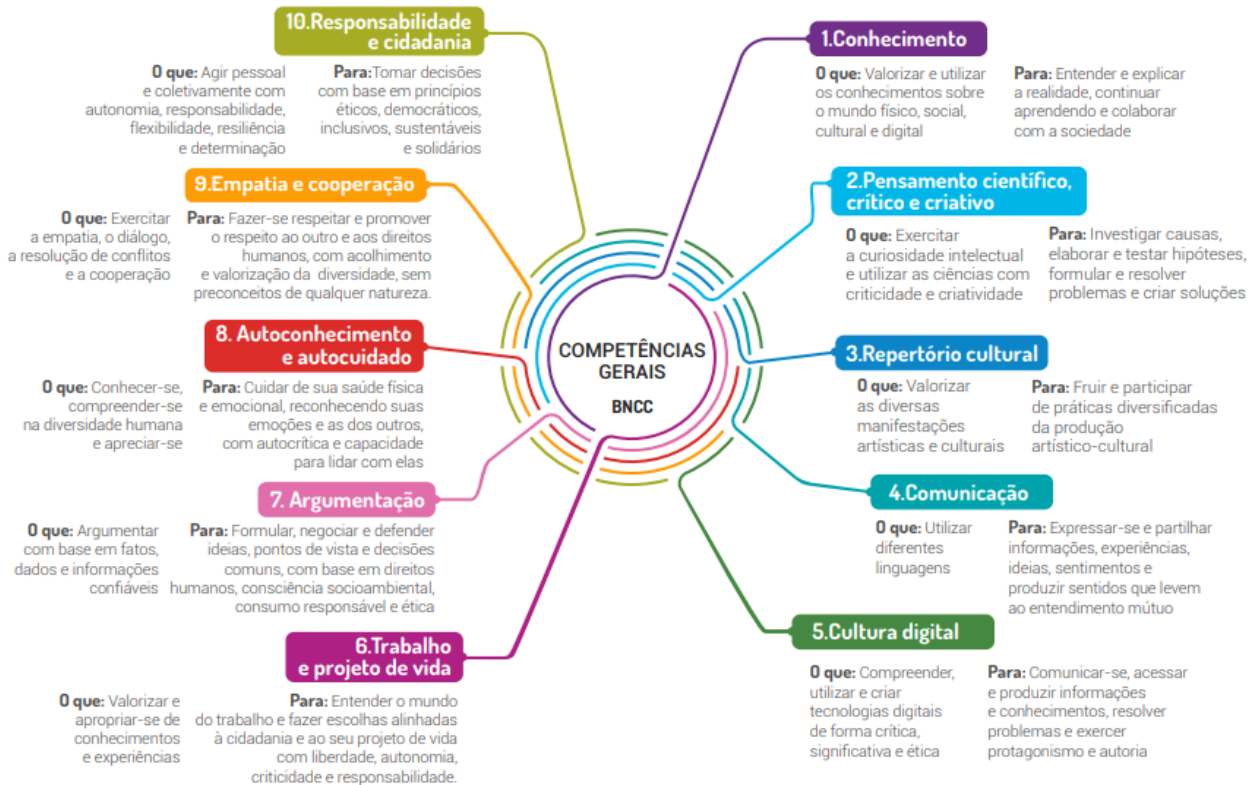 COMPETÊNCIAS
GERAIS
BNCC
1.Conhecimento
O que: Valorizar e utilizar
os conhecimentos sobre
o mundo físico, social,
cultural e digital
Para: Entender e explicar
a realidade, continuar
aprendendo e colaborar
com a sociedade
2.Pensamento científico,
crítico e criativo
O que: Exercitar
a curiosidade intelectual
e utilizar as ciências com
criticidade e criatividade
Para: Investigar causas,
elaborar e testar hipóteses,
formular e resolver
problemas e criar soluções
3.Repertório cultural
O que: Valorizar
as diversas
manifestações
artísticas e culturais
Para: Fruir e participar
de práticas diversificadas
da produção
artístico-cultural
4.Comunicação
O que: Utilizar
diferentes
linguagens
Para: Expressar-se e partilhar
informações, experiências,
ideias, sentimentos e
produzir sentidos que levem
ao entendimento mútuo
5.Cultura digital
O que: Compreender,
utilizar e criar
tecnologias digitais
de forma crítica,
significativa e ética
Para: Comunicar-se, acessar
e produzir informações
e conhecimentos, resolver
problemas e exercer
protagonismo e autoria
6.Trabalho
e projeto de vida
O que: Valorizar e
apropriar-se de
conhecimentos
e experiências
Para: Entender o mundo
do trabalho e fazer escolhas alinhadas
à cidadania e ao seu projeto de vida
com liberdade, autonomia,
criticidade e responsabilidade.
7. Argumentação
O que: Argumentar
com base em fatos,
dados e informações
confiáveis
Para: Formular, negociar e defender
ideias, pontos de vista e decisões
comuns, com base em direitos
humanos, consciência socioambiental,
consumo responsável e ética
8. Autoconhecimento
e autocuidado
O que: Conhecer-se,
compreender-se
na diversidade humana
e apreciar-se
Para: Cuidar de sua saúde física
e emocional, reconhecendo suas
emoções e as dos outros,
com autocrítica e capacidade
para lidar com elas
9.Empatia e cooperação
O que: Exercitar
a empatia, o diálogo,
a resolução de conflitos
e a cooperação
Para: Fazer-se respeitar e promover
o respeito ao outro e aos direitos
humanos, com acolhimento
e valorização da diversidade, sem
preconceitos de qualquer natureza.
10.Responsabilidade
e cidadania
O que: Agir pessoal
e coletivamente com
autonomia, responsabilidade,
flexibilidade, resiliência
e determinação
Para:Tomar decisões
com base em princípios
éticos, democráticos,
inclusivos, sustentáveis
e solidários